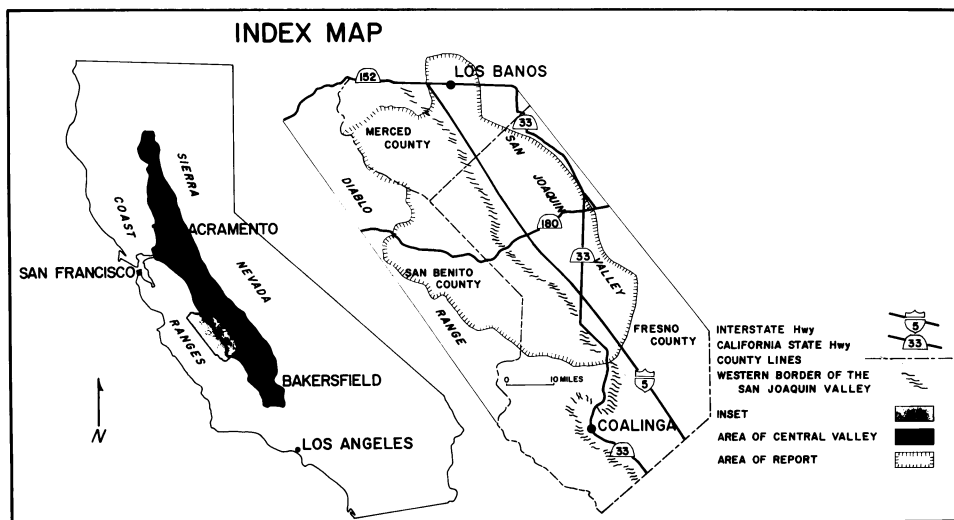 INDEX MAP
SIERRA
NEVADA
COAST
RANGES
ACRAMENTO
SAN FRANCISCO
BAKERSFIELD
LOS ANGELES
N
152
LOS BANOS
33
MERCED
COUNTY
SAN
JOAQUIN
VALLEY
DIABLO
RANGE
180
33
SAN BENITO
COUNTY
FRESNO
COUNTY
0 10 MILES
5
COALINGA
33
INTERSTATE Hwy
5
CALIFORNIA STATE Hwy
33
COUNTY LINES
WESTERN BORDER OF THE
SAN JOAQUIN VALLEY
INSET
AREA OF CENTRAL VALLEY
AREA OF REPORT